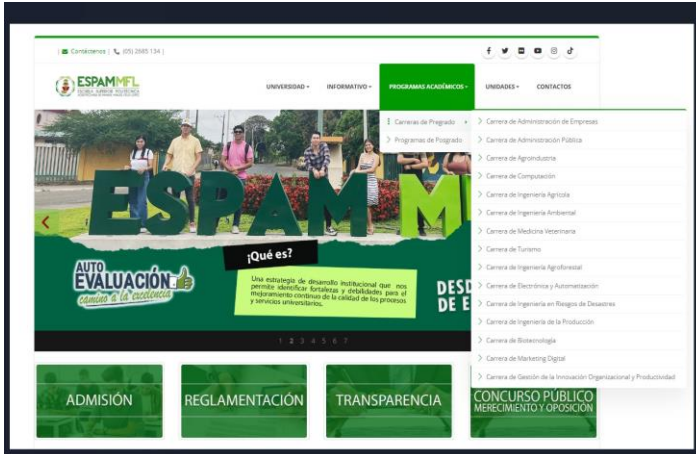 | Contáctenos | (05) 2685 134 |
ESPAMMFL
UNIVERSIDAD
INFORMATIVO
PROGRAMAS ACADÉMICOS
UNIDADES
CONTACTOS
Carreras de Pregrado
Programas de Posgrado
Carrera de Administración de Empresas
Carrera de Administración Pública
Carrera de Agroindustria
Carrera de Computación
Carrera de Ingeniería Agrícola
Carrera de Ingeniería Ambiental
Carrera de Medicina Veterinaria
Carrera de Turismo
Carrera de Ingeniería Agroforestal
Carrera de Electrónica y Automatización
Carrera de Ingeniería en Riesgos de Desastres
Carrera de Ingeniería de la Producción
Carrera de Biotecnología
Carrera de Marketing Digital
Carrera de Gestión de la Innovación Organizacional y Productividad
ESPAM M
¡Qué es?
AUTO
EVALUACIÓN
camino a la excelencia
Una estrategia de desarrollo institucional que nos
permite identificar fortalezas y debilidades para el
mejoramiento continuo de la calidad de los procesos
y servicios universitarios.
DESD
DE E
1 2 3 4 5 6 7
ADMISIÓN
REGLAMENTACIÓN
TRANSPARENCIA
CONCURSO PÚBLICO
MERECIMIENTO Y OPOSICIÓN